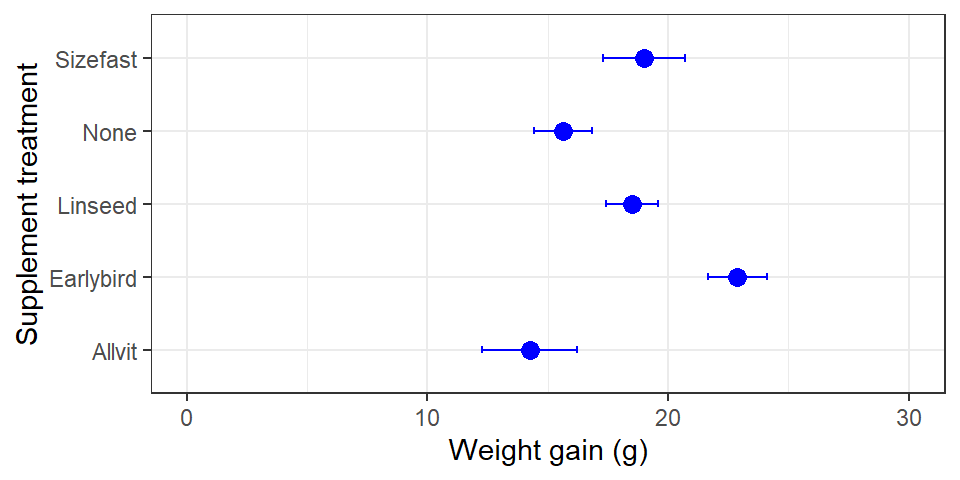 Supplement treatment
Sizefast
None
Linseed
Earlybird
Allvit
0 10 20 30
Weight gain (g)